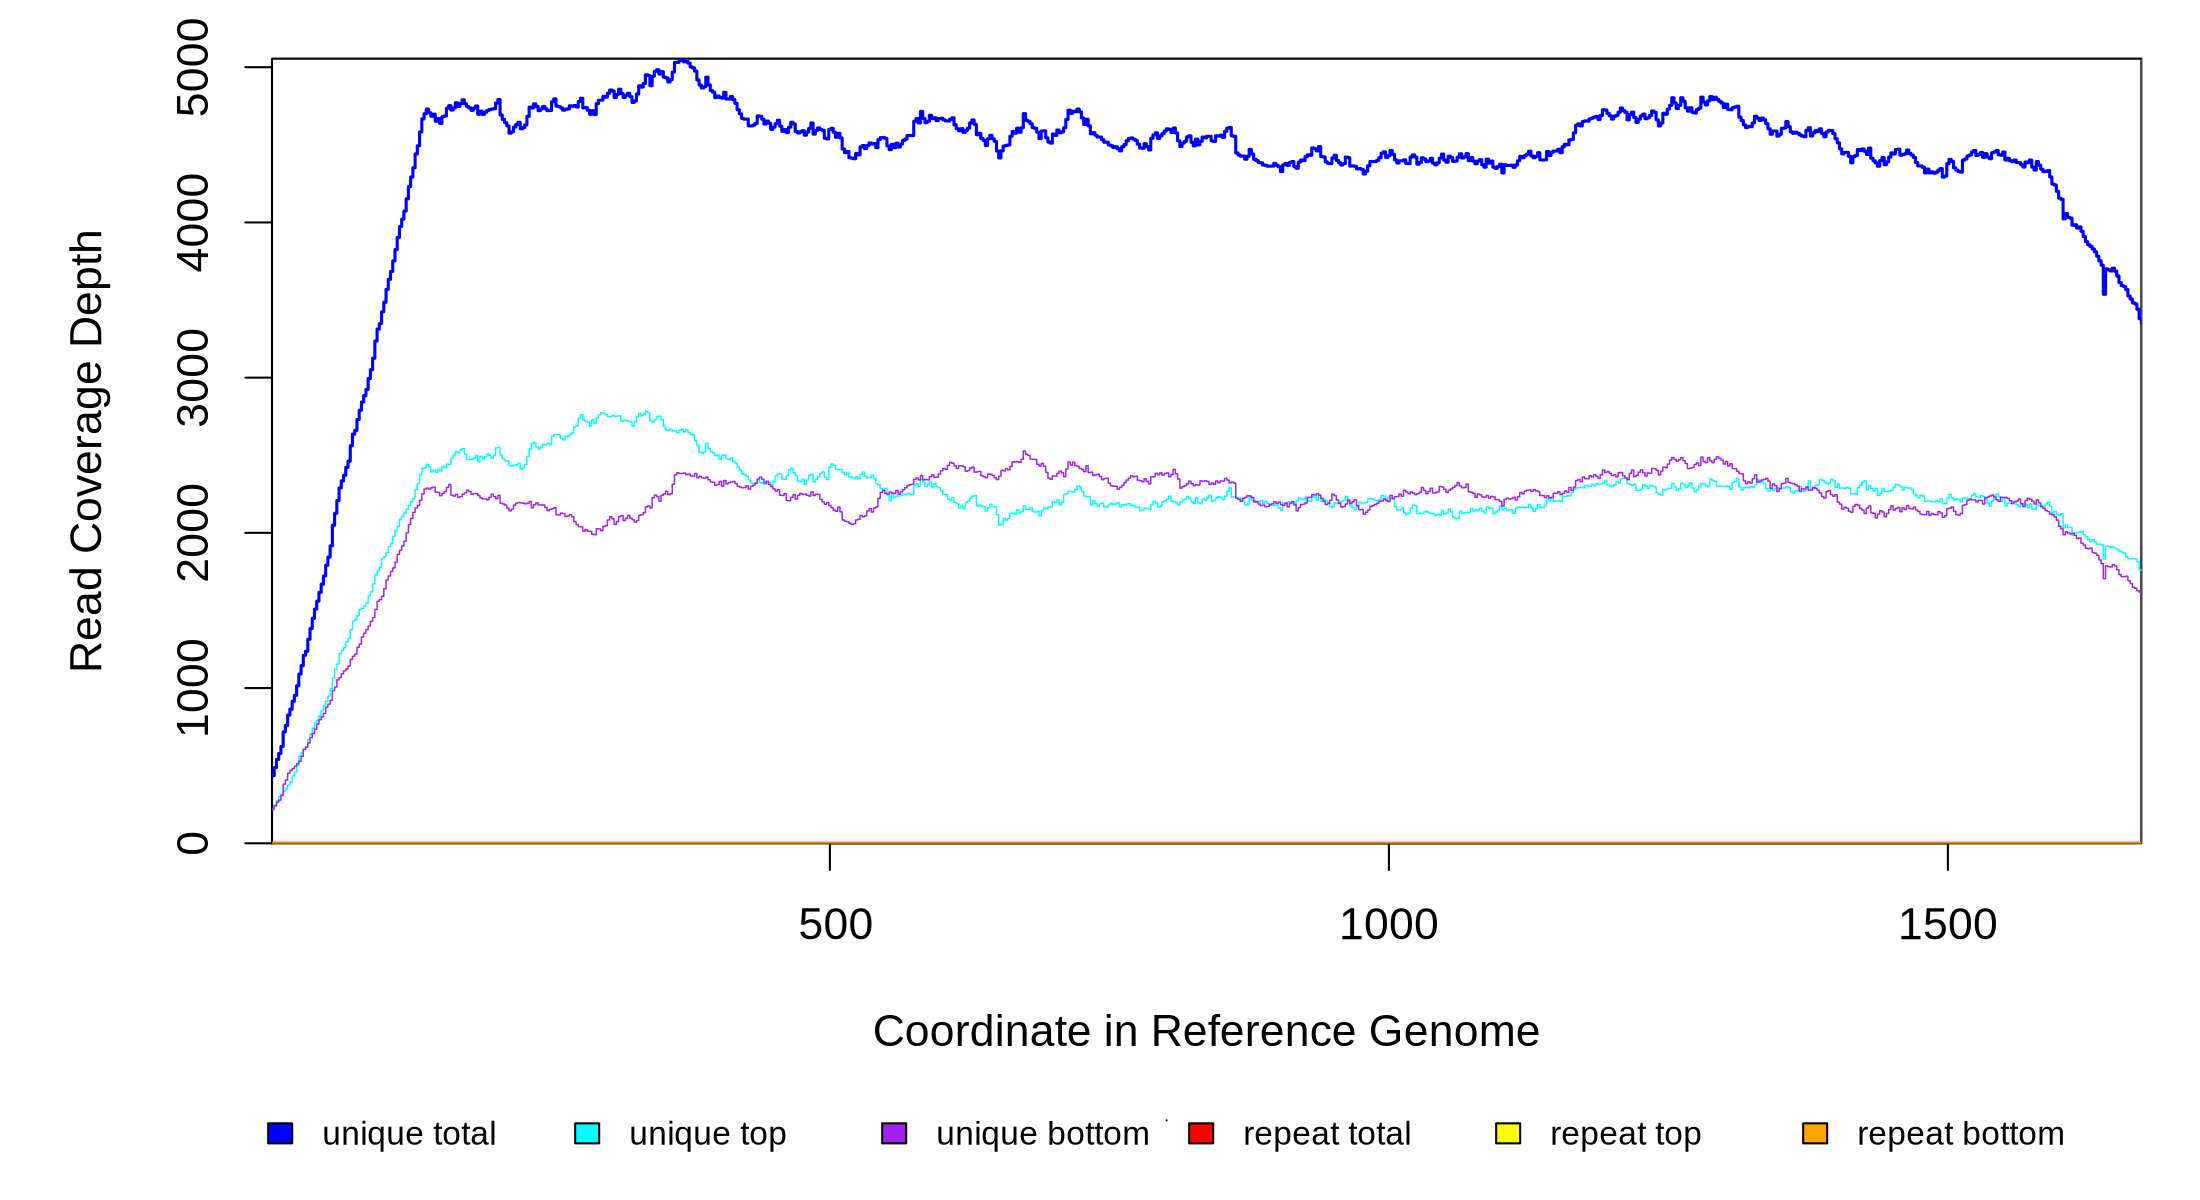 5000
4000
3000
2000
1000
0
Read Coverage Depth
500 1000 1500
Coordinate in Reference Genome
unique total unique top unique bottom repeat total repeat top repeat bottom